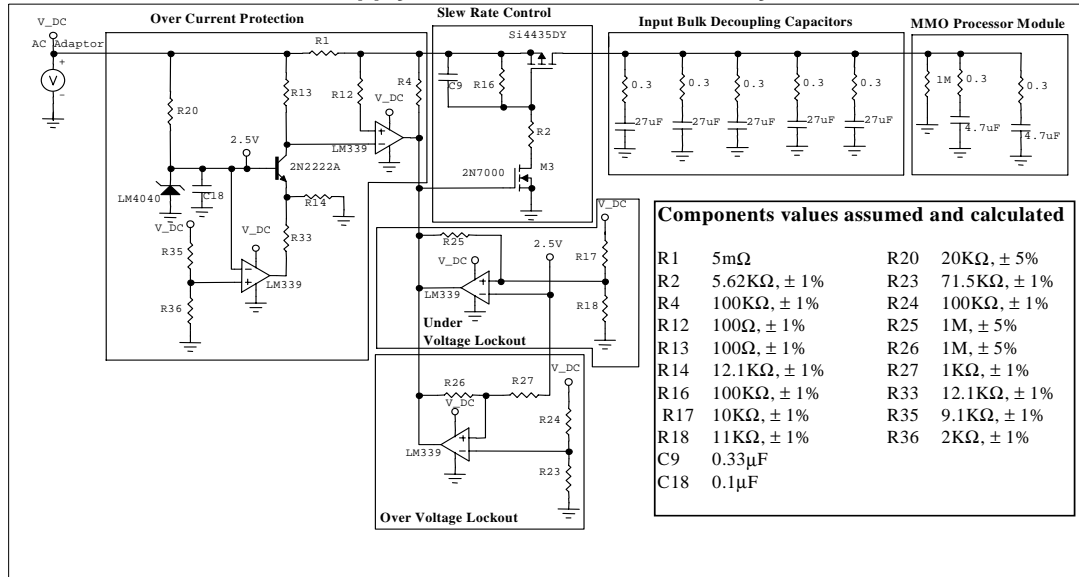 Over Current Protection
Slew Rate Control
Input Bulk Decoupling Capacitors
MMO Processor Module
V_DC
AC Adaptor
V
+
-
R1
Si4435DY
R20
R13
R12
R4
V_DC
C9
R16
0.3
0.3
0.3
0.3
0.3
1M
0.3
0.3
27uF
27uF
27uF
27uF
27uF
4.7uF
4.7uF
LM339
R2
2.5V
2N2222A
2N7000
M3
LM4040
C18
R14
V_DC
V_DC
R35
R33
LM339
R36
V_DC
R25
2.5V
R17
V_DC
LM339
R18
Under
Voltage Lockout
R26
R27
V_DC
V_DC
R24
LM339
R23
Over Voltage Lockout
Components values assumed and calculated
R1 5mΩ R20 20KΩ, ± 5%
R2 5.62KΩ, ± 1% R23 71.5KΩ, ± 1%
R4 100KΩ, ± 1% R24 100KΩ, ± 1%
R12 100Ω, ± 1% R25 1M, ± 5%
R13 100Ω, ± 1% R26 1M, ± 5%
R14 12.1KΩ, ± 1% R27 1KΩ, ± 1%
R16 100KΩ, ± 1% R33 12.1KΩ, ± 1%
R17 10KΩ, ± 1% R35 9.1KΩ, ± 1%
R18 11KΩ, ± 1% R36 2KΩ, ± 1%
C9 0.33μF
C18 0.1μF